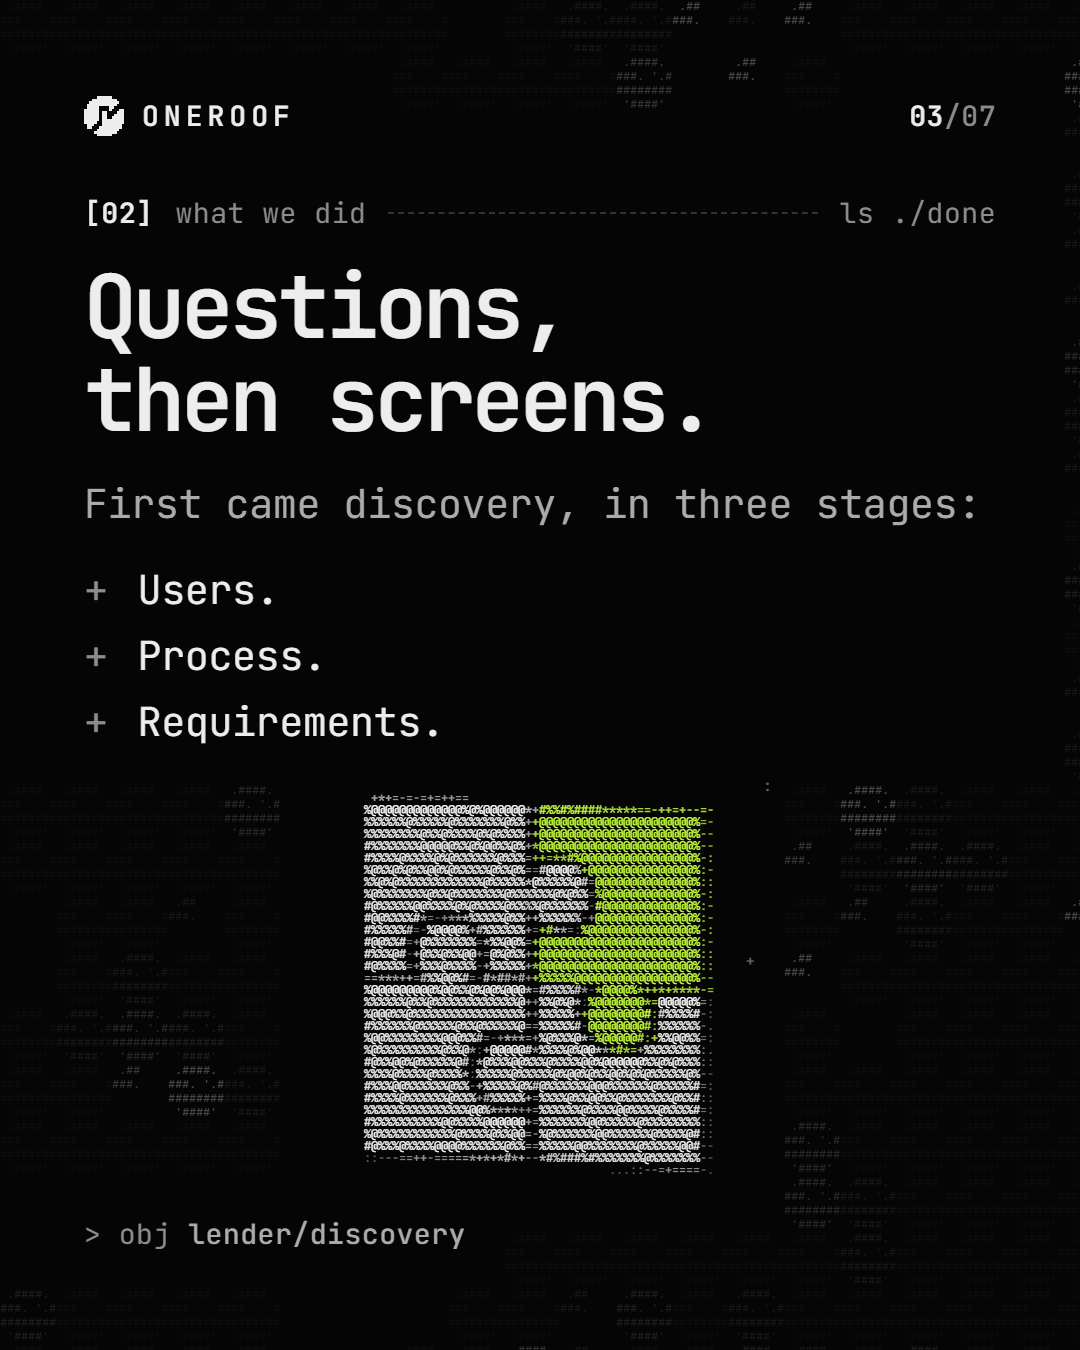 ONEROOF
03/07
[02] what we did
ls ./done
Questions,
then screens.
First came discovery, in three stages:
+ Users.
+ Process.
+ Requirements.
> obj lender/discovery